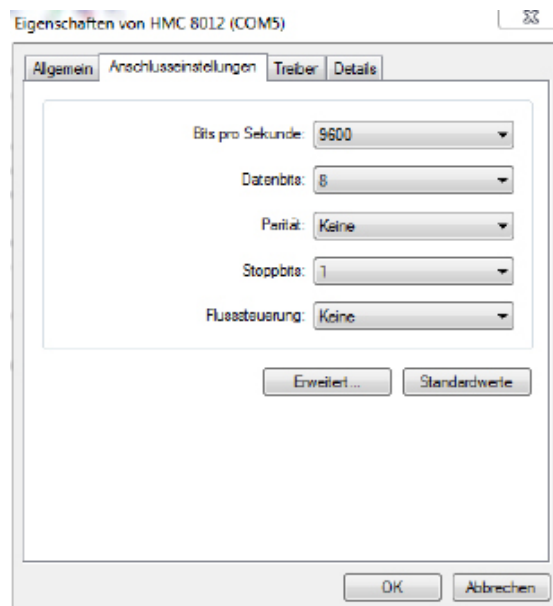 Eigenschaften von HMC 8012 (COM5)
Allgemein Anschlusseinstellungen Treiber Details
Bits pro Sekunde: 9600
Datenbits: 8
Parität: Keine
Stoppbits: 1
Flusssteuerung: Keine
Erweitert... Standardwerte
OK Abbrechen